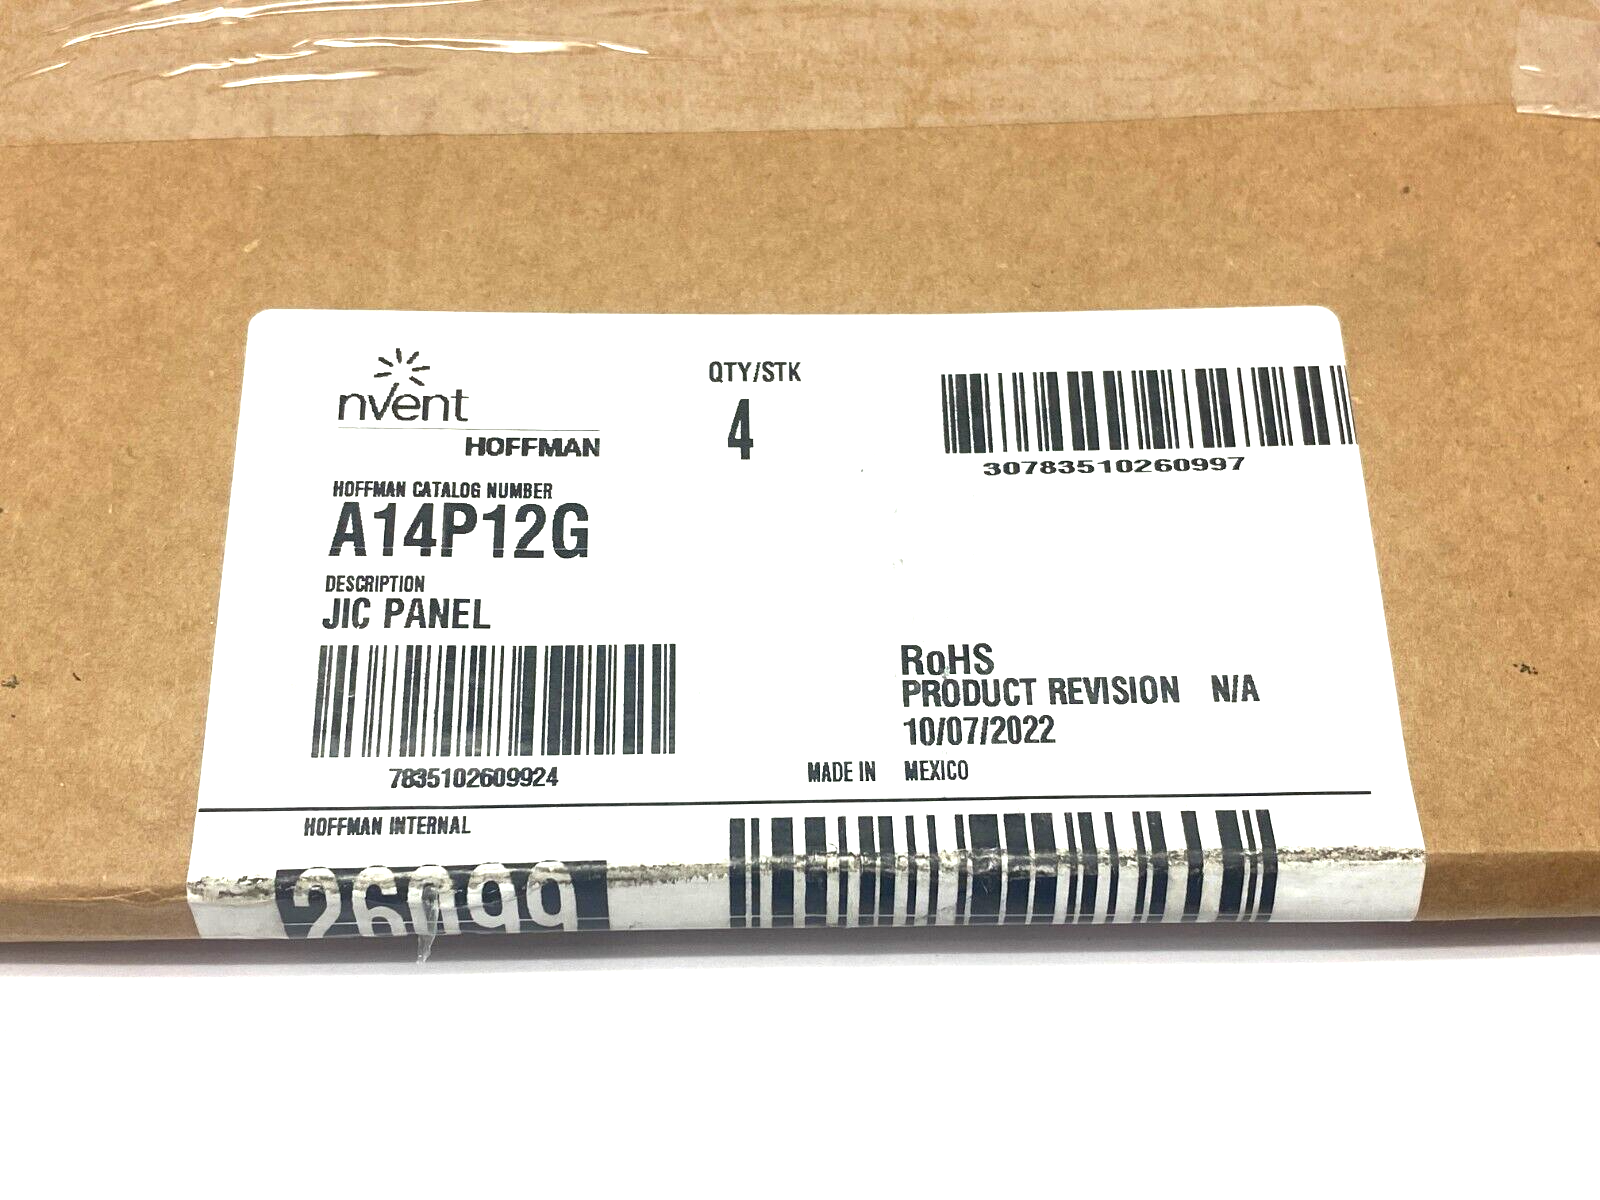 nvent
HOFFMAN
QTY/STK
4
30783510260997
HOFFMAN CATALOG NUMBER
A14P12G
DESCRIPTION
JIC PANEL
7835102609924
RoHS
PRODUCT REVISION N/A
10/07/2022
MADE IN MEXICO
HOFFMAN INTERNAL
26099